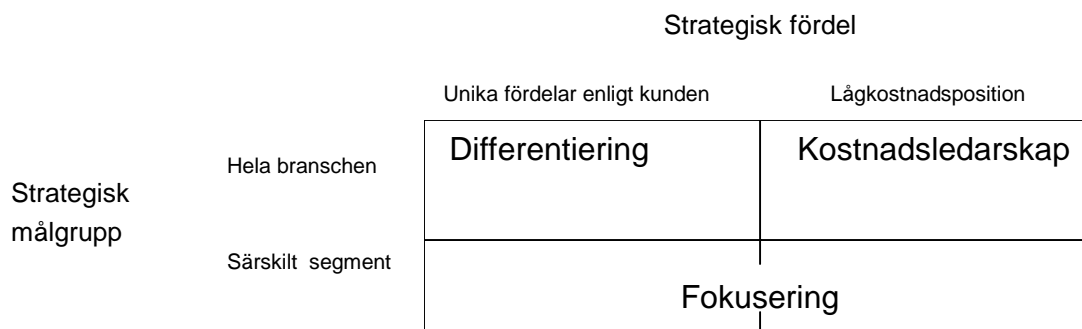 Strategisk fördel
Unika fördelar enligt kunden
Lågkostnadsposition
Differentiering
Kostnadsledarskap
Hela branschen
Strategisk
målgrupp
Särskilt segment
Fokusering